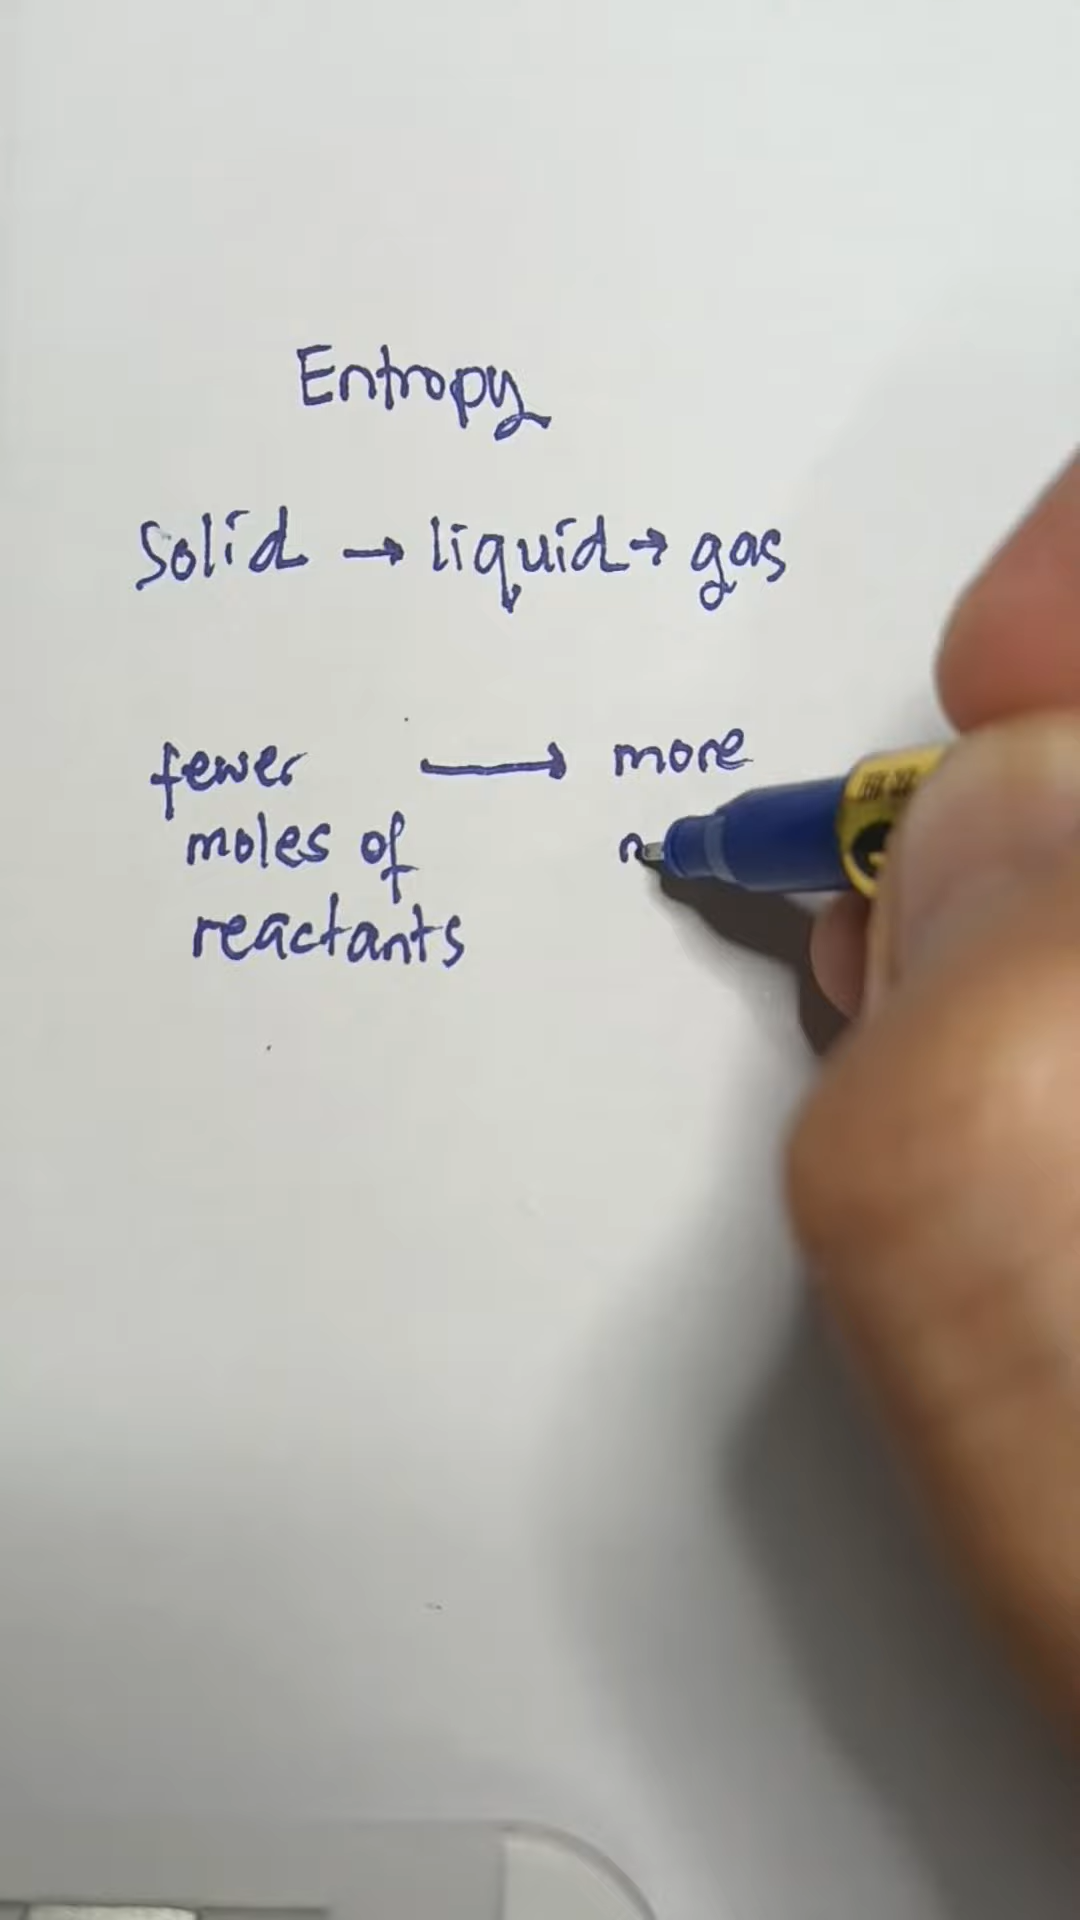 Entropy
Solid → liquid → gas
fewer → more
moles of
reactants